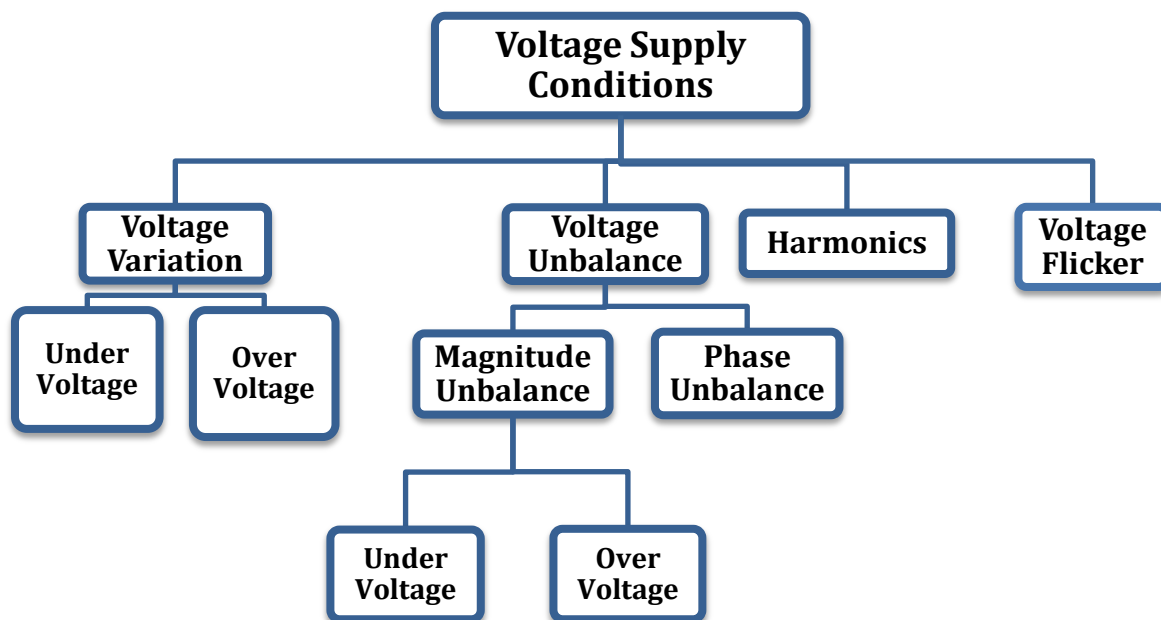 Voltage Supply
Conditions
Voltage
Variation
Voltage
Unbalance
Harmonics
Voltage
Flicker
Under
Voltage
Over
Voltage
Magnitude
Unbalance
Phase
Unbalance
Under
Voltage
Over
Voltage